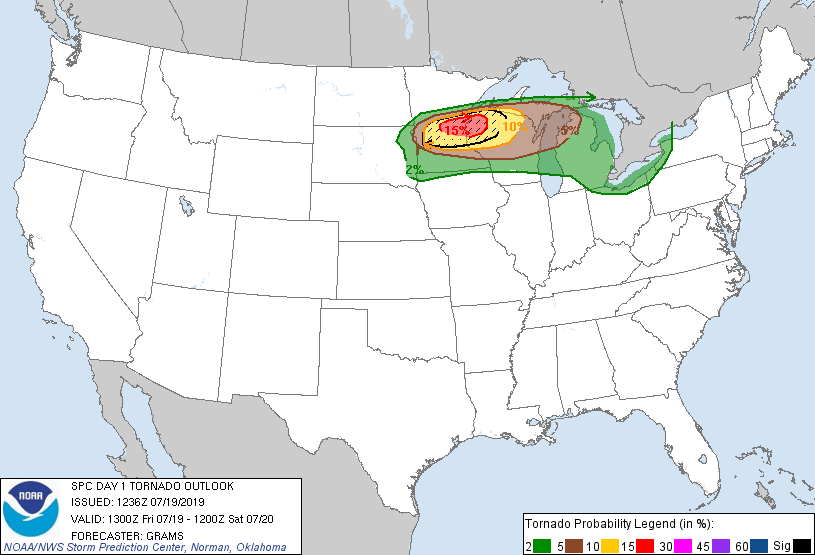 15%
10%
5%
2%
NOAA
SPC DAY 1 TORNADO OUTLOOK
ISSUED: 1236Z 07/19/2019
VALID: 1300Z Fri 07/19 - 1200Z Sat 07/20
FORECASTER: GRAMS
NOAA/NWS Storm Prediction Center, Norman, Oklahoma
Tornado Probability Legend (in %):
2 5 10 15 30 45 60 Sig